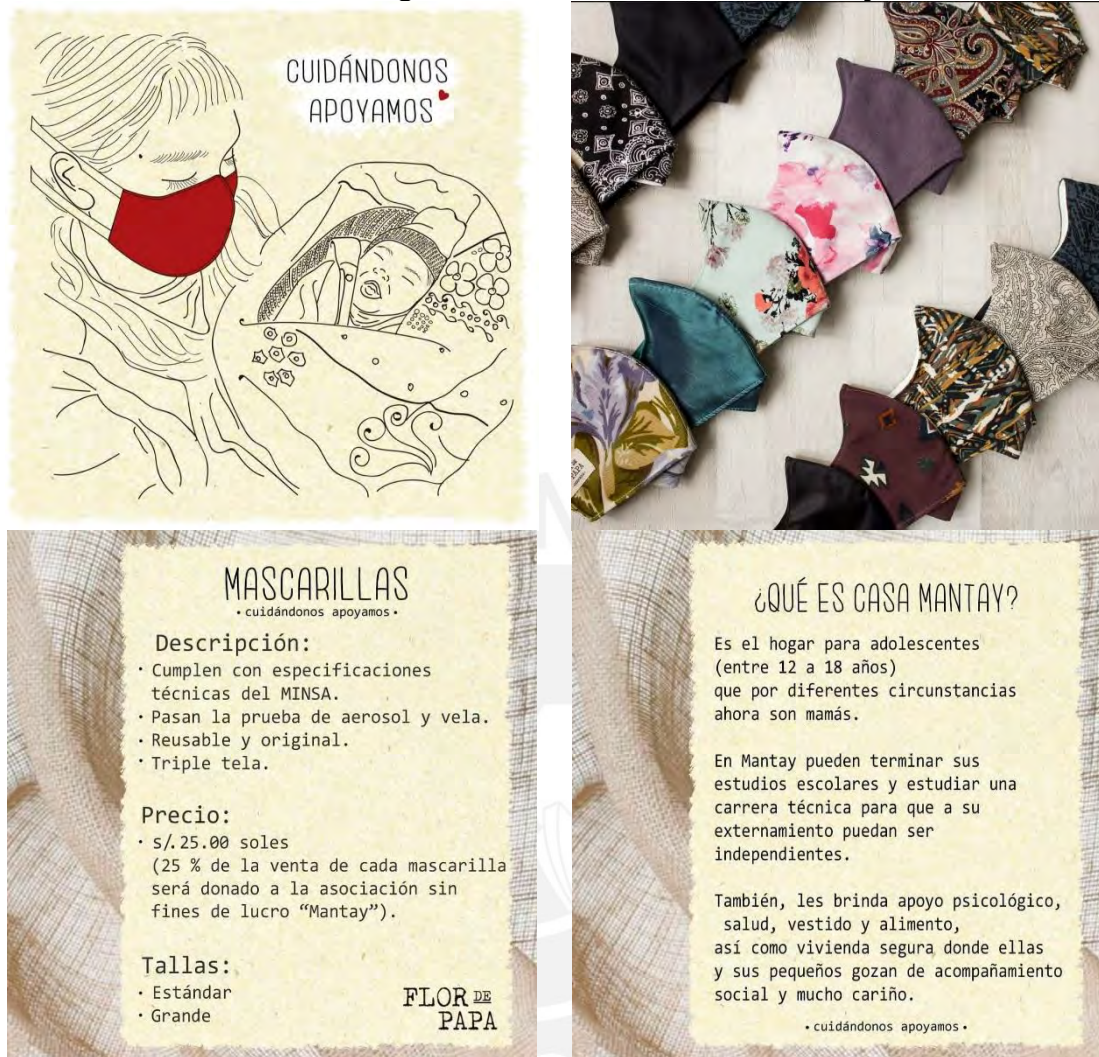 CUIDÁNDONOS
APOYAMOS
MASCARILLAS
• cuidándonos apoyamos •
Descripción:
• Cumplen con especificaciones
técnicas del MINSA.
• Pasan la prueba de aerosol y vela.
• Reusable y original.
• Triple tela.
Precio:
• s/.25.00 soles
(25 % de la venta de cada mascarilla
será donado a la asociación sin
fines de lucro “Mantay”).
Tallas:
• Estándar
• Grande
FLOR DE
PAPA
¿QUÉ ES CASA MANTAY?
Es el hogar para adolescentes
(entre 12 a 18 años)
que por diferentes circunstancias
ahora son mamás.
En Mantay pueden terminar sus
estudios escolares y estudiar una
carrera técnica para que a su
externamiento puedan ser
independientes.
También, les brinda apoyo psicológico,
salud, vestido y alimento,
así como vivienda segura donde ellas
y sus pequeños gozan de acompañamiento
social y mucho cariño.
• cuidándonos apoyamos •